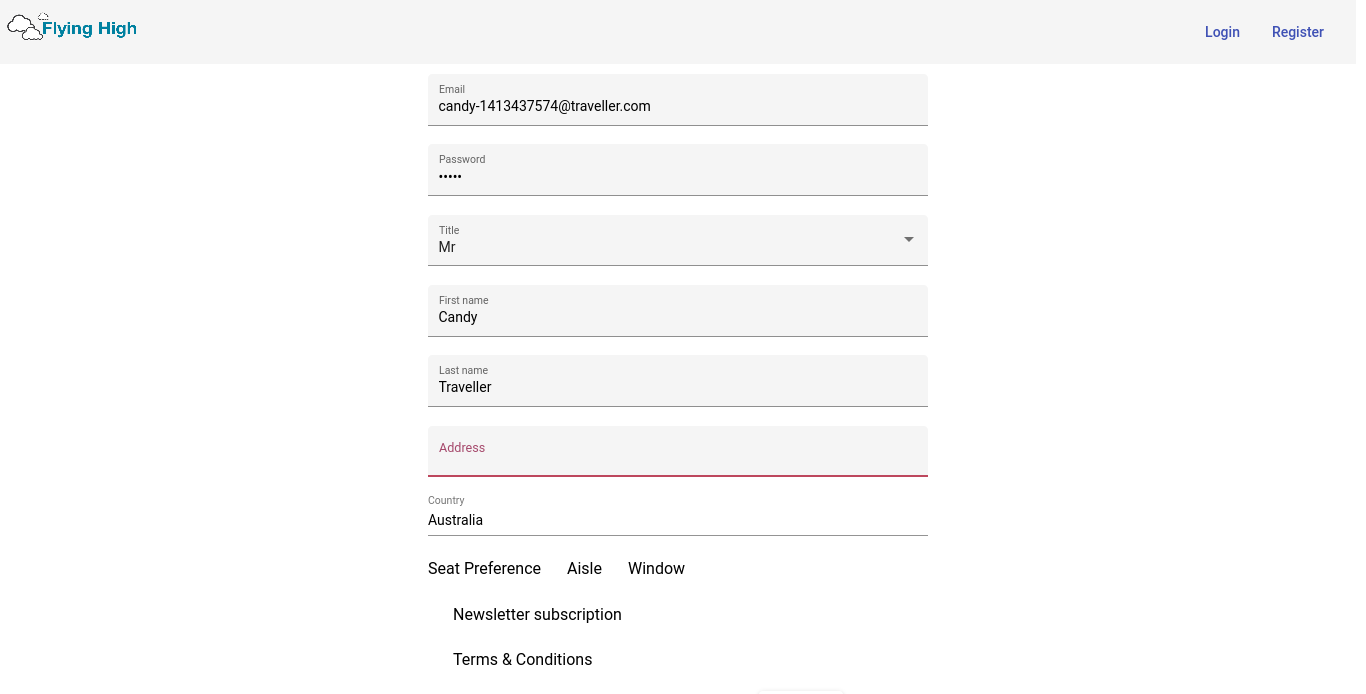 Flying High
Login Register
Email
candy-1413437574@traveller.com
Password
•••••
Title
Mr
First name
Candy
Last name
Traveller
Address
Country
Australia
Seat Preference Aisle Window
Newsletter subscription
Terms & Conditions